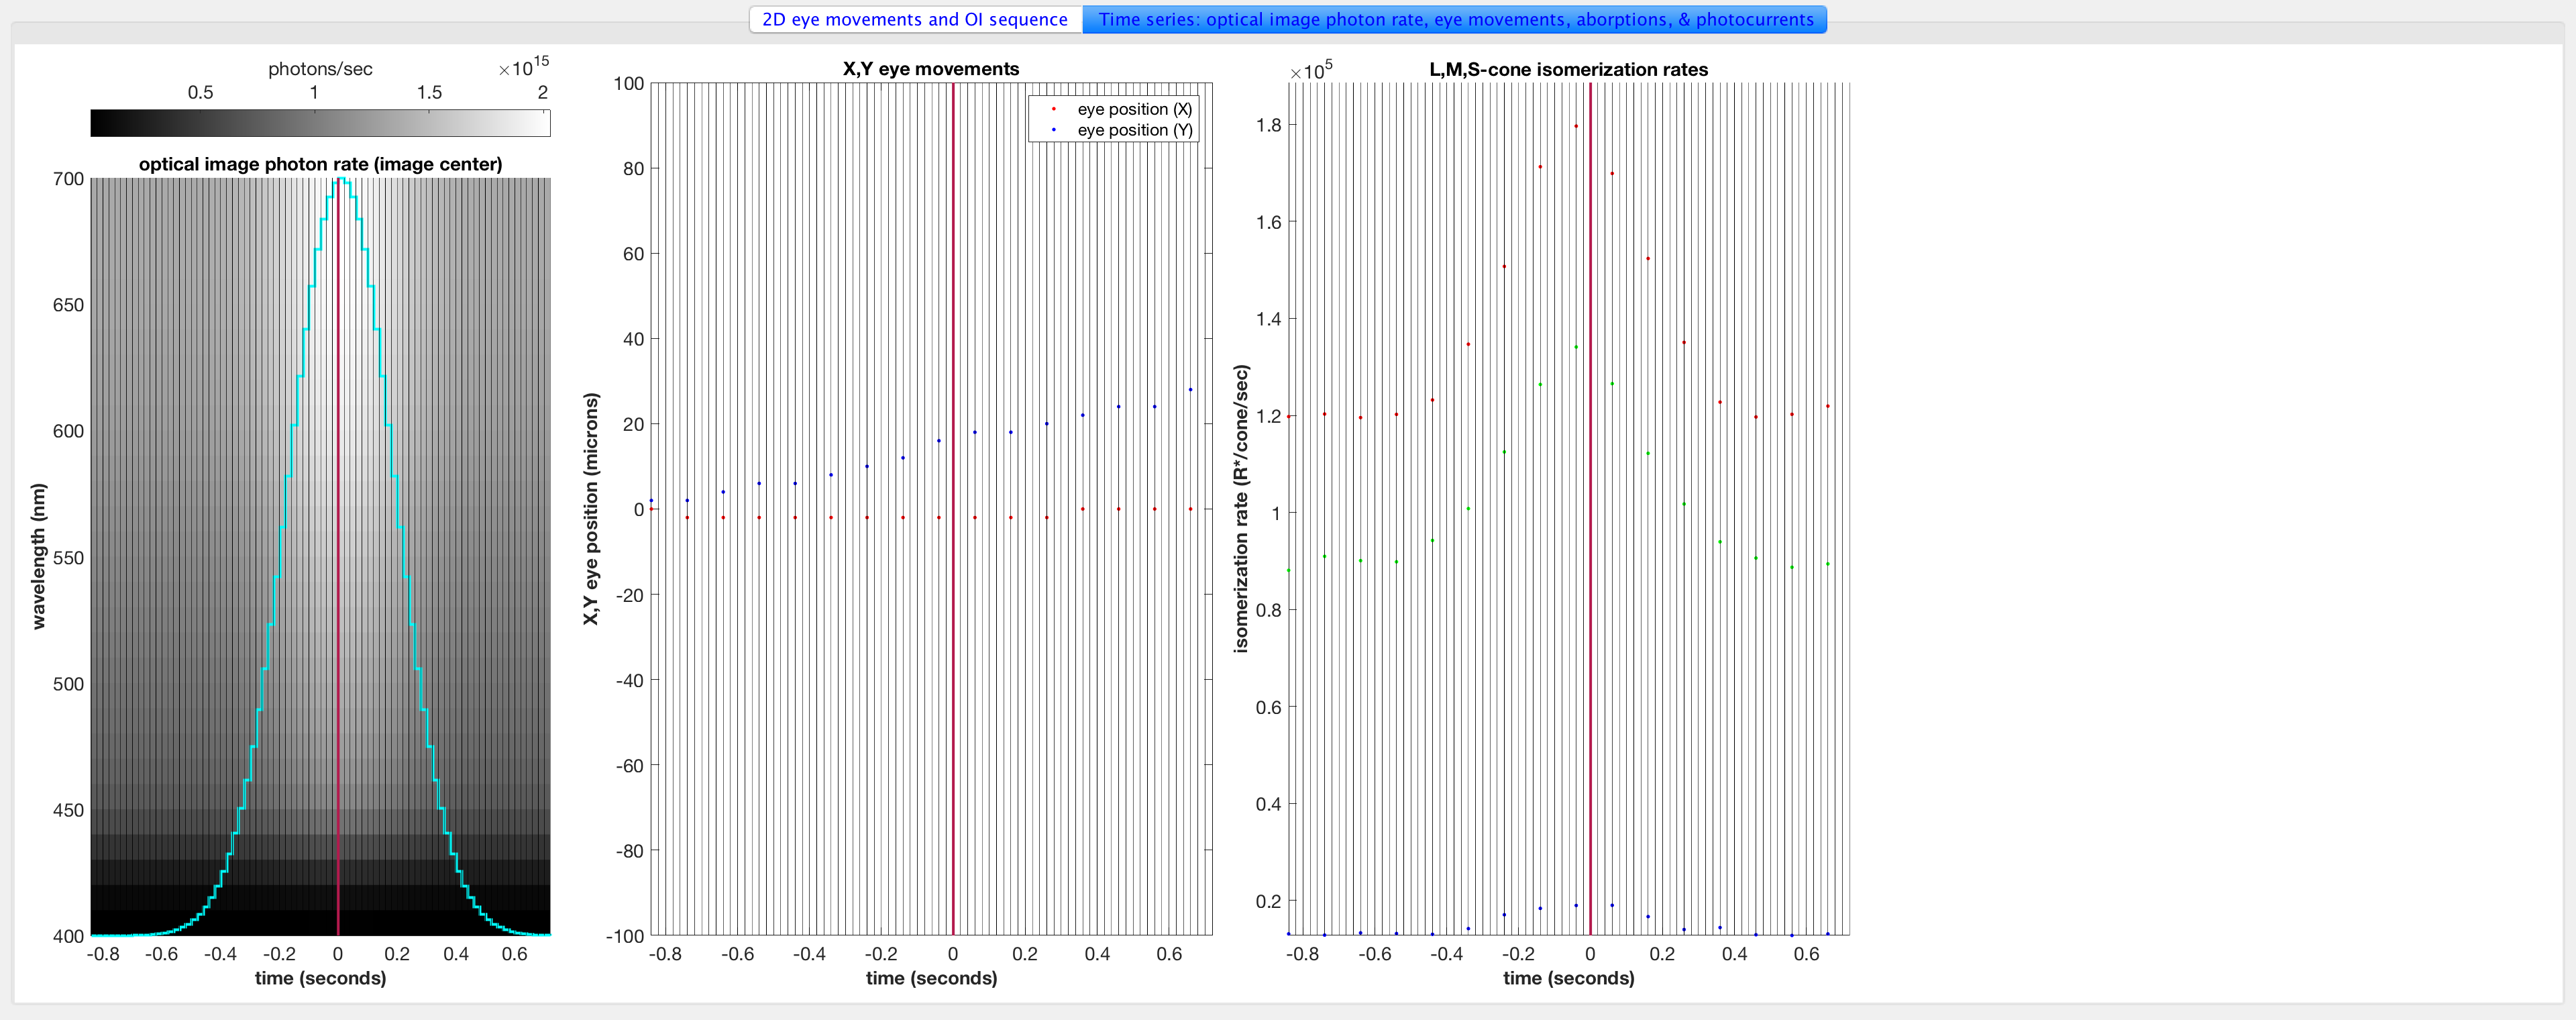 2D eye movements and OI sequence
Time series: optical image photon rate, eye movements, aborptions, & photocurrents
photons/sec
×10^15
0.5 1 1.5 2
optical image photon rate (image center)
700
650
600
550
500
450
400
wavelength (nm)
-0.8 -0.6 -0.4 -0.2 0 0.2 0.4 0.6
time (seconds)
X,Y eye movements
eye position (X)
eye position (Y)
100
80
60
40
20
0
-20
-40
-60
-80
-100
X,Y eye position (microns)
-0.8 -0.6 -0.4 -0.2 0 0.2 0.4 0.6
time (seconds)
L,M,S-cone isomerization rates
×10^5
1.8
1.6
1.4
1.2
1
0.8
0.6
0.4
0.2
isomerization rate (R*/cone/sec)
-0.8 -0.6 -0.4 -0.2 0 0.2 0.4 0.6
time (seconds)